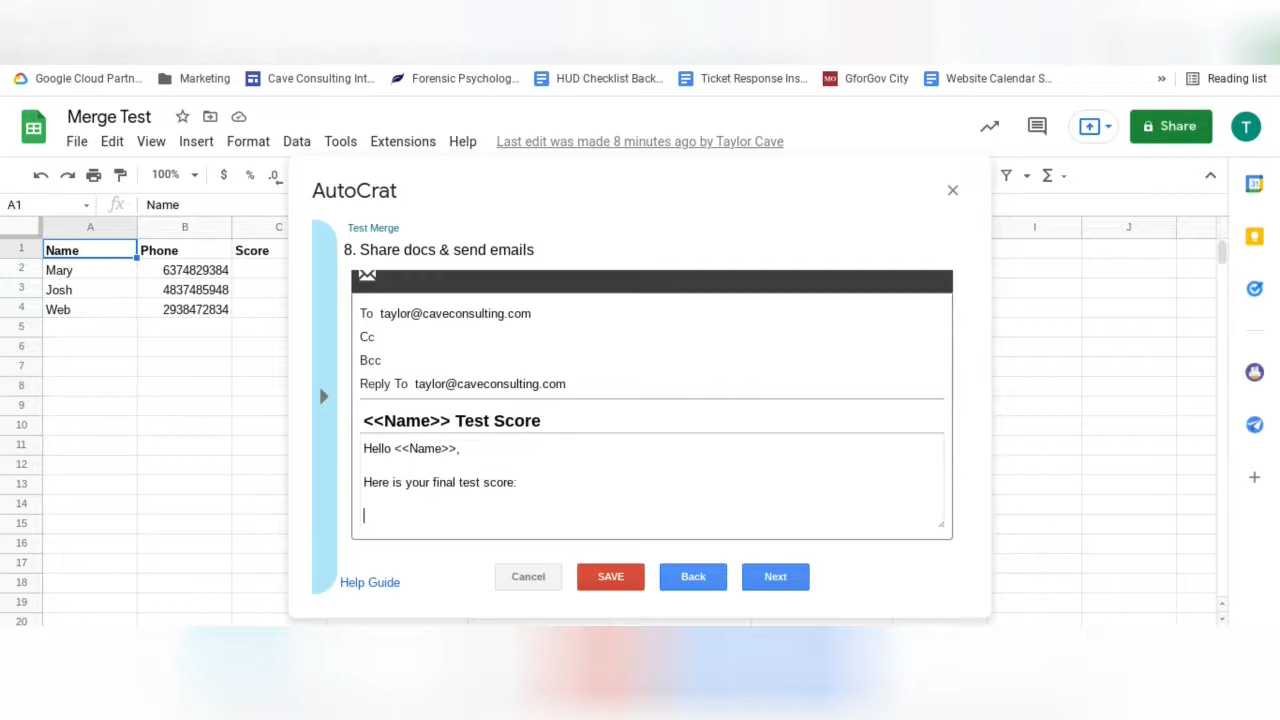 Google Cloud Partn... Marketing Cave Consulting Int... Forensic Psycholog... HUD Checklist Back... Ticket Response Ins... MO GforGov City Website Calendar S... » Reading list
Merge Test
File Edit View Insert Format Data Tools Extensions Help Last edit was made 8 minutes ago by Taylor Cave
Share T
100% $ % .0 Σ
A1 fx Name
A B C I J
1 Name Phone Score
2 Mary 6374829384
3 Josh 4837485948
4 Web 2938472834
5
6
7
8
9
10
11
12
13
14
15
16
17
18
19
20
AutoCrat
Test Merge
8. Share docs & send emails
To taylor@caveconsulting.com
Cc
Bcc
Reply To taylor@caveconsulting.com
<<Name>> Test Score
Hello <<Name>>,
Here is your final test score:
Help Guide Cancel SAVE Back Next
31